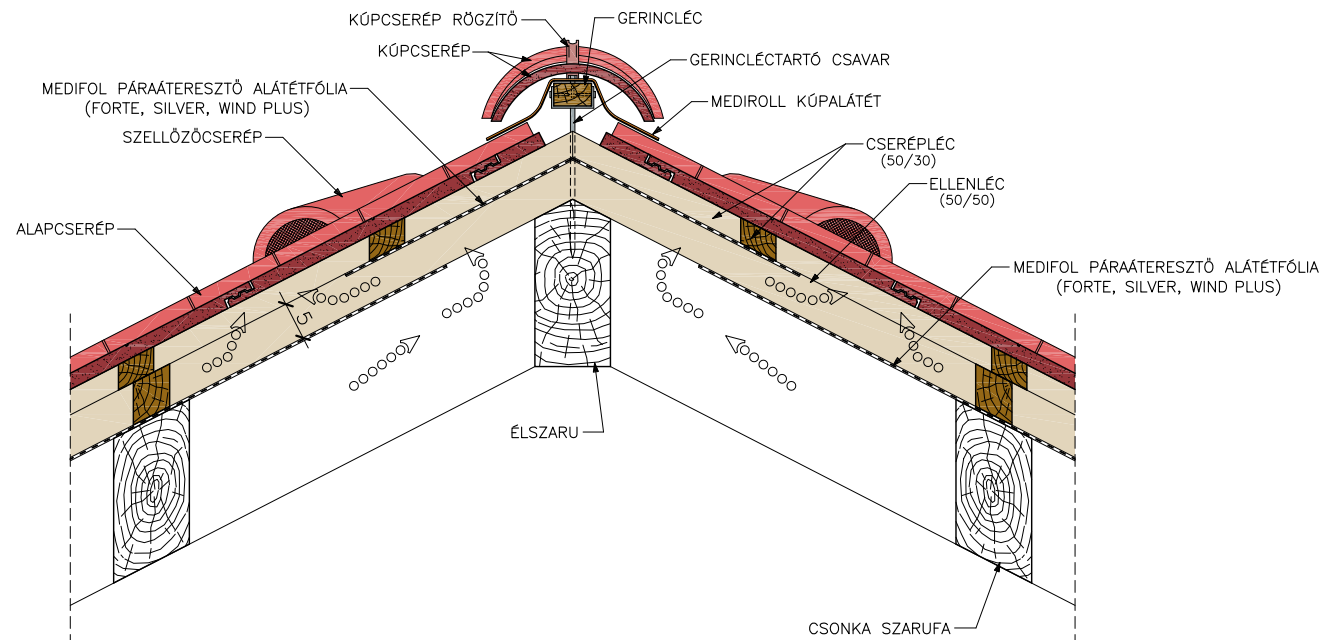 KÚPCSERÉP RÖGZÍTŐ
GERINCLÉC
KÚPCSERÉP
GERINCLÉCTARTÓ CSAVAR
MEDIFOL PÁRAÁTERESZTŐ ALÁTÉTFÓLIA
(FORTE, SILVER, WIND PLUS)
MEDIROLL KÚPALÁTÉT
SZELLŐZŐCSERÉP
CSERÉPLÉC
(50/30)
ELLENLÉC
(50/50)
ALAPCSERÉP
MEDIFOL PÁRAÁTERESZTŐ ALÁTÉTFÓLIA
(FORTE, SILVER, WIND PLUS)
5
ÉLSZARU
CSONKA SZARUFA